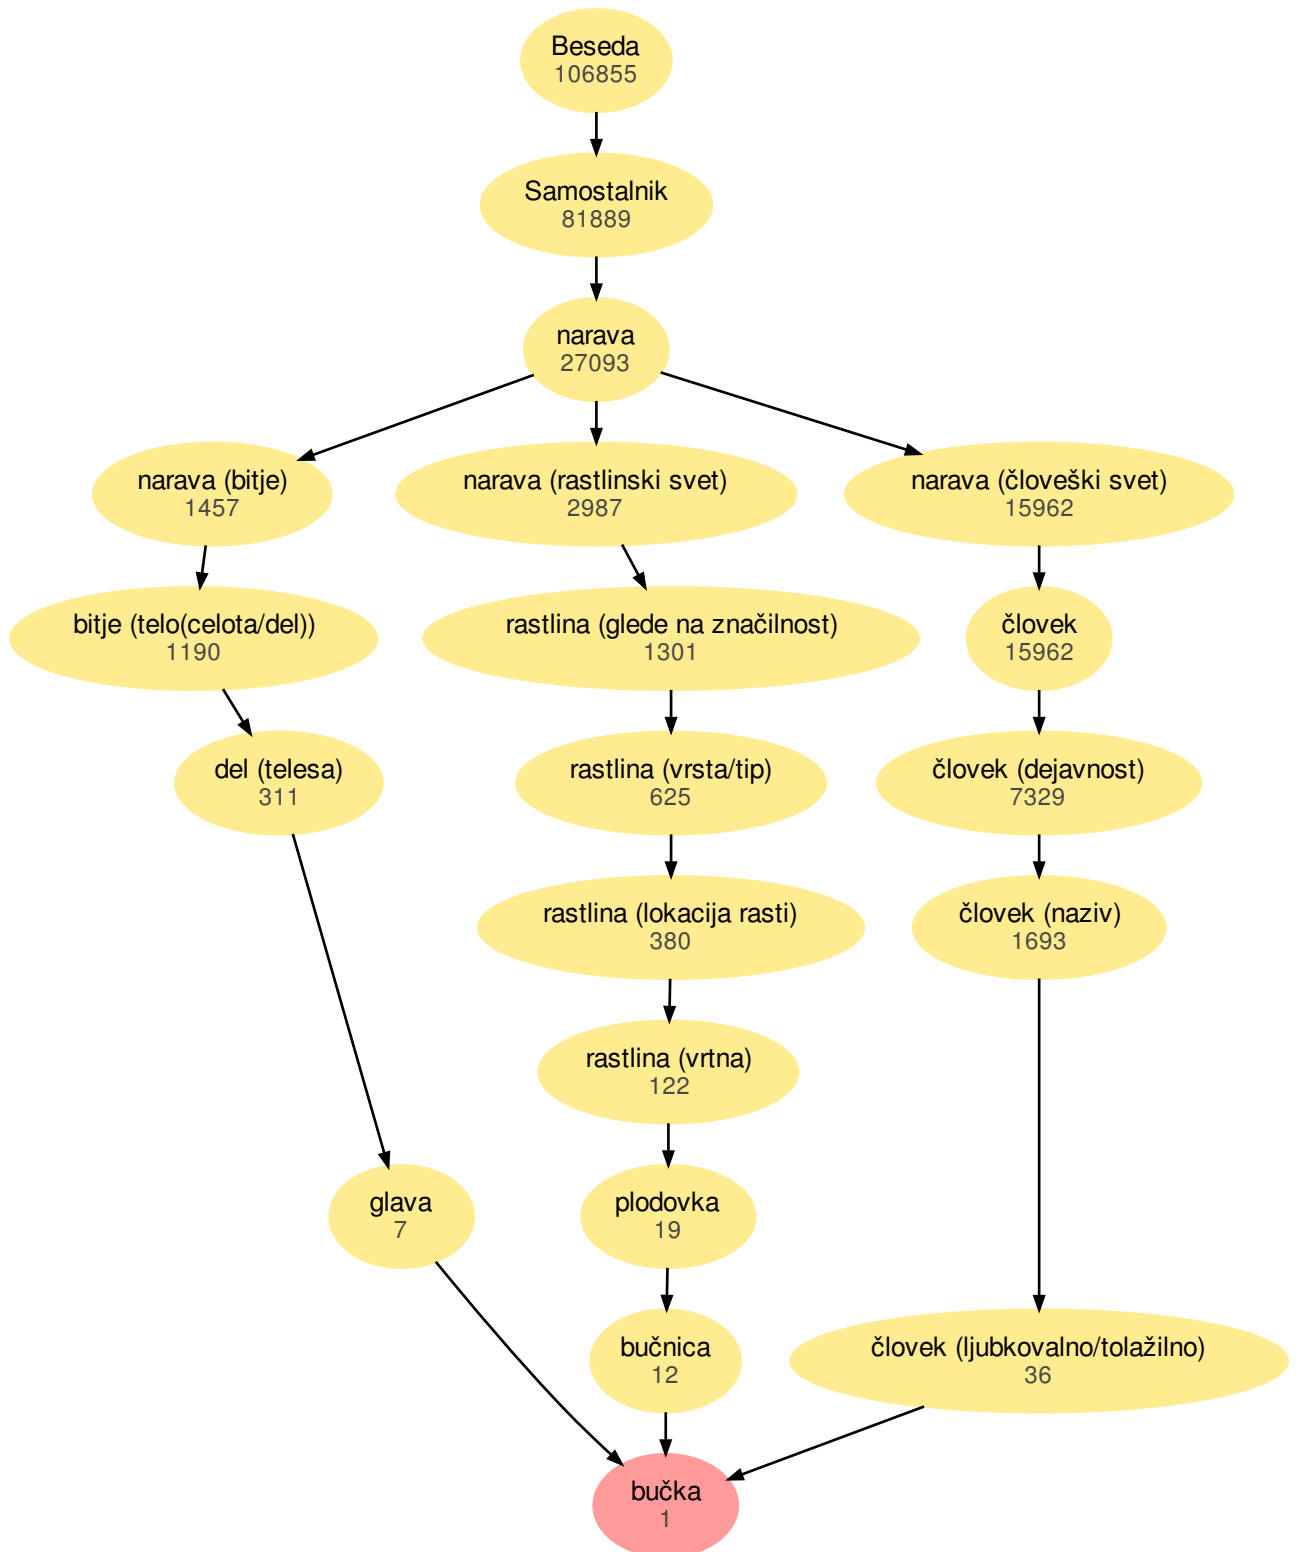 Beseda
106855
Samostalnik
81889
narava
27093
narava (bitje)
1457
narava (rastlinski svet)
2987
narava (človeški svet)
15962
bitje (telo(celota/del))
1190
rastlina (glede na značilnost)
1301
človek
15962
del (telesa)
311
rastlina (vrsta/tip)
625
človek (dejavnost)
7329
rastlina (lokacija rasti)
380
človek (naziv)
1693
rastlina (vrtna)
122
glava
7
plodovka
19
bučnica
12
človek (ljubkovalno/tolažilno)
36
bučka
1